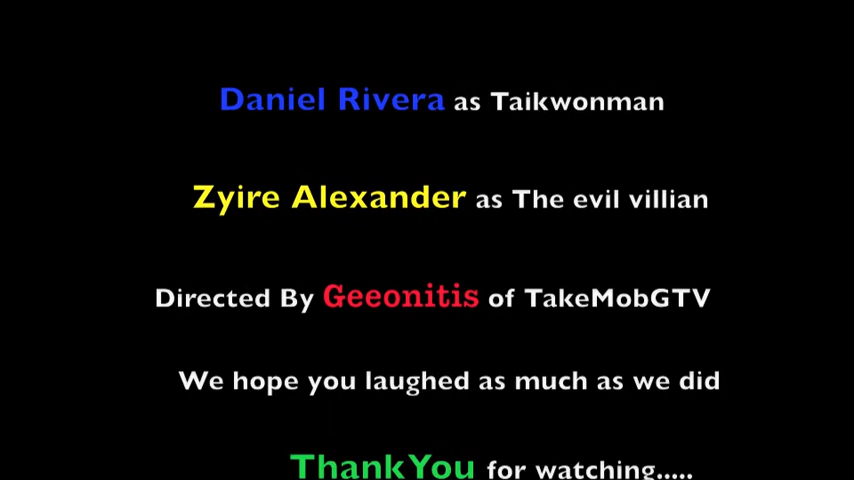 Daniel Rivera as Taikwonman
Zyire Alexander as The evil villian
Directed By Geeonitis of TakeMobGTV
We hope you laughed as much as we did
ThankYou for watching.....